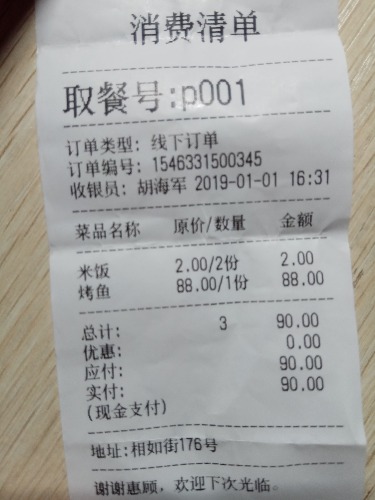 消费清单
取餐号:p001
订单类型: 线下订单
订单编号: 1546331500345
收银员: 胡海军 2019-01-01 16:31
菜品名称 原价/数量 金额
米饭 2.00/2份 2.00
烤鱼 88.00/1份 88.00
总计: 3 90.00
优惠: 0.00
应付: 90.00
实付: 90.00
(现金支付)
地址:相如街176号
谢谢惠顾，欢迎下次光临。